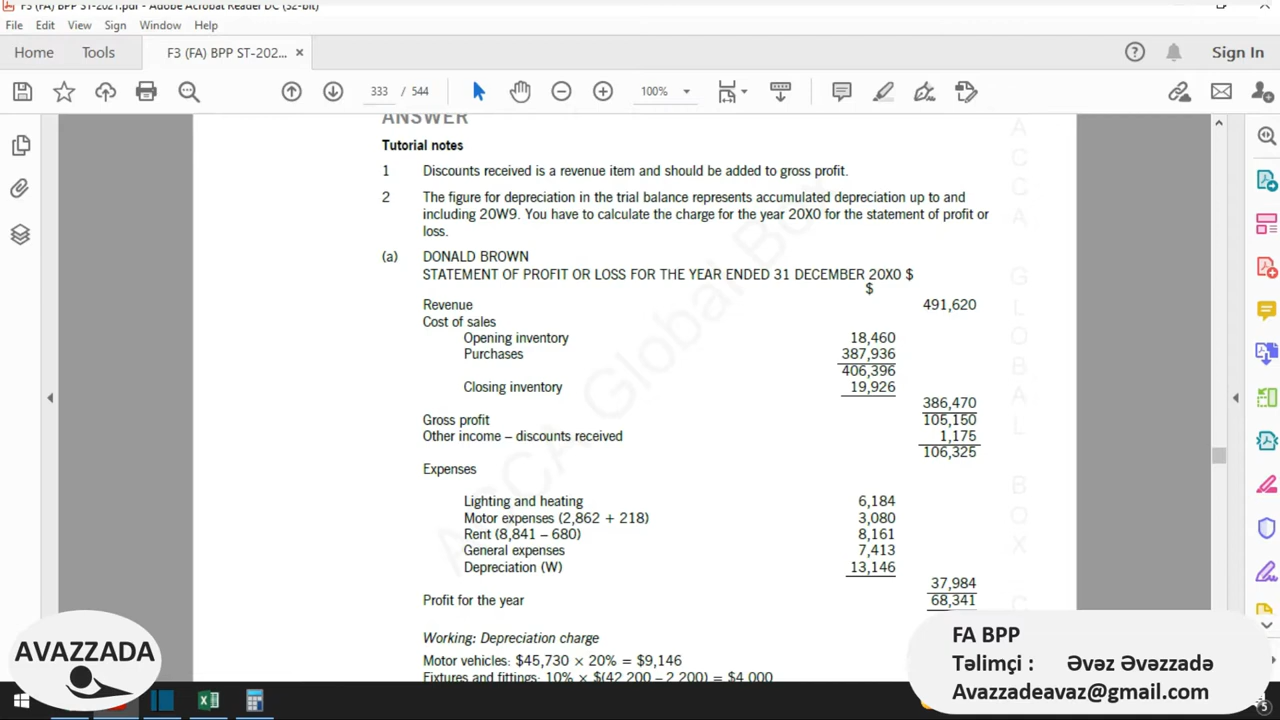 F3 (FA) BPP ST-2021.pdf - Adobe Acrobat Reader DC (32-bit)
File Edit View Sign Window Help
Home Tools F3 (FA) BPP ST-202... × Sign In
333 / 544 100%
ANSWER
Tutorial notes
1 Discounts received is a revenue item and should be added to gross profit.
2 The figure for depreciation in the trial balance represents accumulated depreciation up to and
including 20W9. You have to calculate the charge for the year 20X0 for the statement of profit or
loss.
(a) DONALD BROWN
STATEMENT OF PROFIT OR LOSS FOR THE YEAR ENDED 31 DECEMBER 20X0 $
$
Revenue 491,620
Cost of sales
Opening inventory 18,460
Purchases 387,936
406,396
Closing inventory 19,926
386,470
Gross profit 105,150
Other income – discounts received 1,175
106,325
Expenses
Lighting and heating 6,184
Motor expenses (2,862 + 218) 3,080
Rent (8,841 – 680) 8,161
General expenses 7,413
Depreciation (W) 13,146
37,984
Profit for the year 68,341
Working: Depreciation charge
Motor vehicles: $45,730 × 20% = $9,146
Fixtures and fittings: 10% × $(42,200 – 2,200) = $4,000
ACCA Global Box
A C C A G L O B A L B O X
AVAZZADA
FA BPP
Təlimçi : Əvəz Əvəzzadə
Avazzadeavaz@gmail.com
5